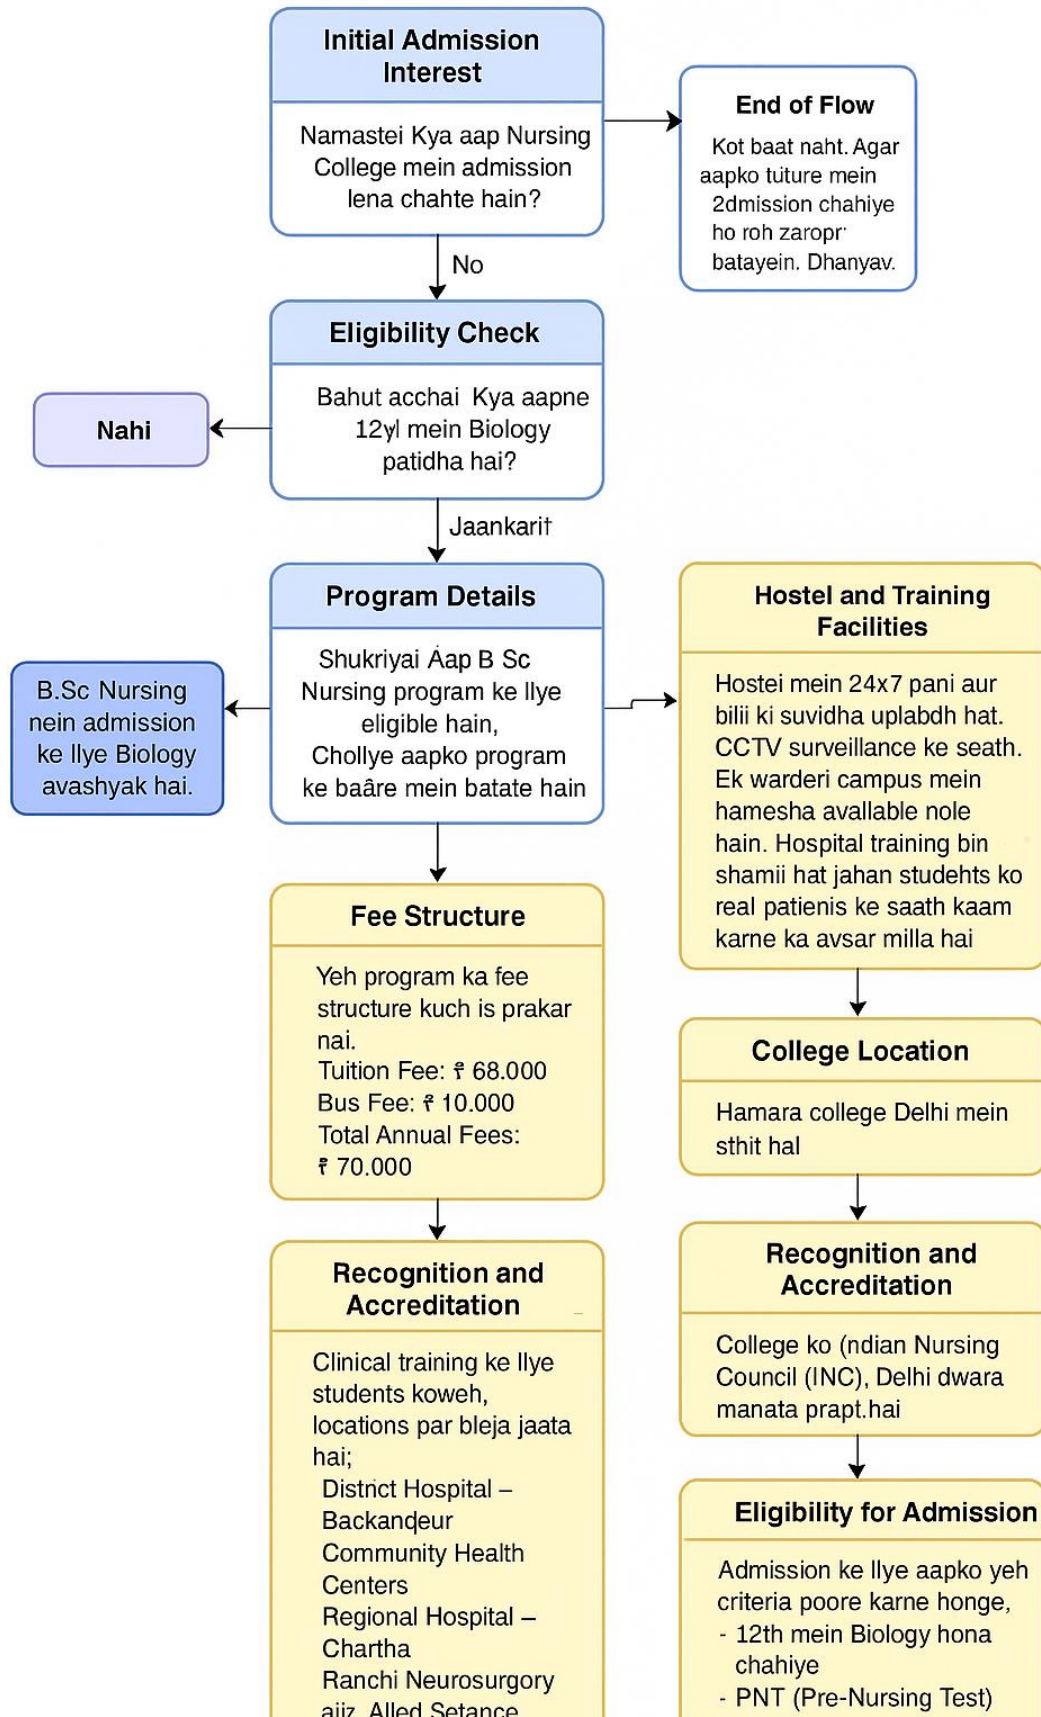 Initial Admission
Interest
Namastei Kya aap Nursing
College mein admission
lena chahte hain?
End of Flow
Kot baat naht. Agar
aapko tuture mein
2dmission chahiye
ho roh zaropr
batayein. Dhanyav.
No
Eligibility Check
Bahut acchai Kya aapne
12yl mein Biology
patidha hai?
Nahi
Jaankari†
Program Details
Shukriyai Aap B Sc
Nursing program ke llye
eligible hain,
Chollye aapko program
ke baâre mein batate hain
B.Sc Nursing
nein admission
ke llye Biology
avashyak hai.
Hostel and Training
Facilities
Hostei mein 24x7 pani aur
bilii ki suvidha uplabdh hat.
CCTV surveillance ke seath.
Ek warderi campus mein
hamesha avallable nole
hain. Hospital training bin
shamii hat jahan studehts ko
real patienis ke saath kaam
karne ka avsar milla hai
Fee Structure
Yeh program ka fee
structure kuch is prakar
nai.
Tuition Fee: 68.000
Bus Fee: 10.000
Total Annual Fees:
70.000
College Location
Hamara college Delhi mein
sthit hal
Recognition and
Accreditation
Clinical training ke llye
students koweh,
locations par bleja jaata
hai;
District Hospital –
Backandeur
Community Health
Centers
Regional Hospital –
Chartha
Ranchi Neurosurgory
aiiz. Alled Setance
Recognition and
Accreditation
College ko (ndian Nursing
Council (INC), Delhi dwara
manata prapt.hai
Eligibility for Admission
Admission ke llye aapko yeh
criteria poore karne honge,
- 12th mein Biology hona
chahiye
- PNT (Pre-Nursing Test)